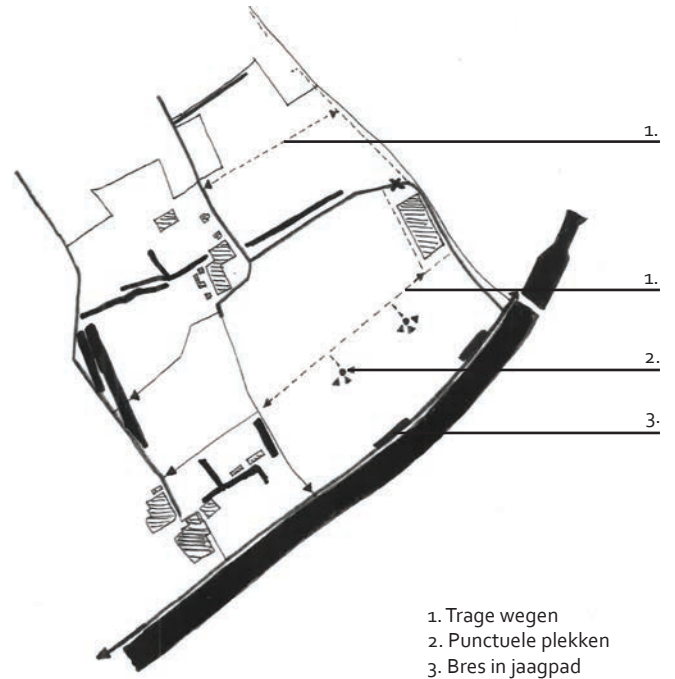 1.
1.
2.
3.
1. Trage wegen
2. Punctuele plekken
3. Bres in jaagpad